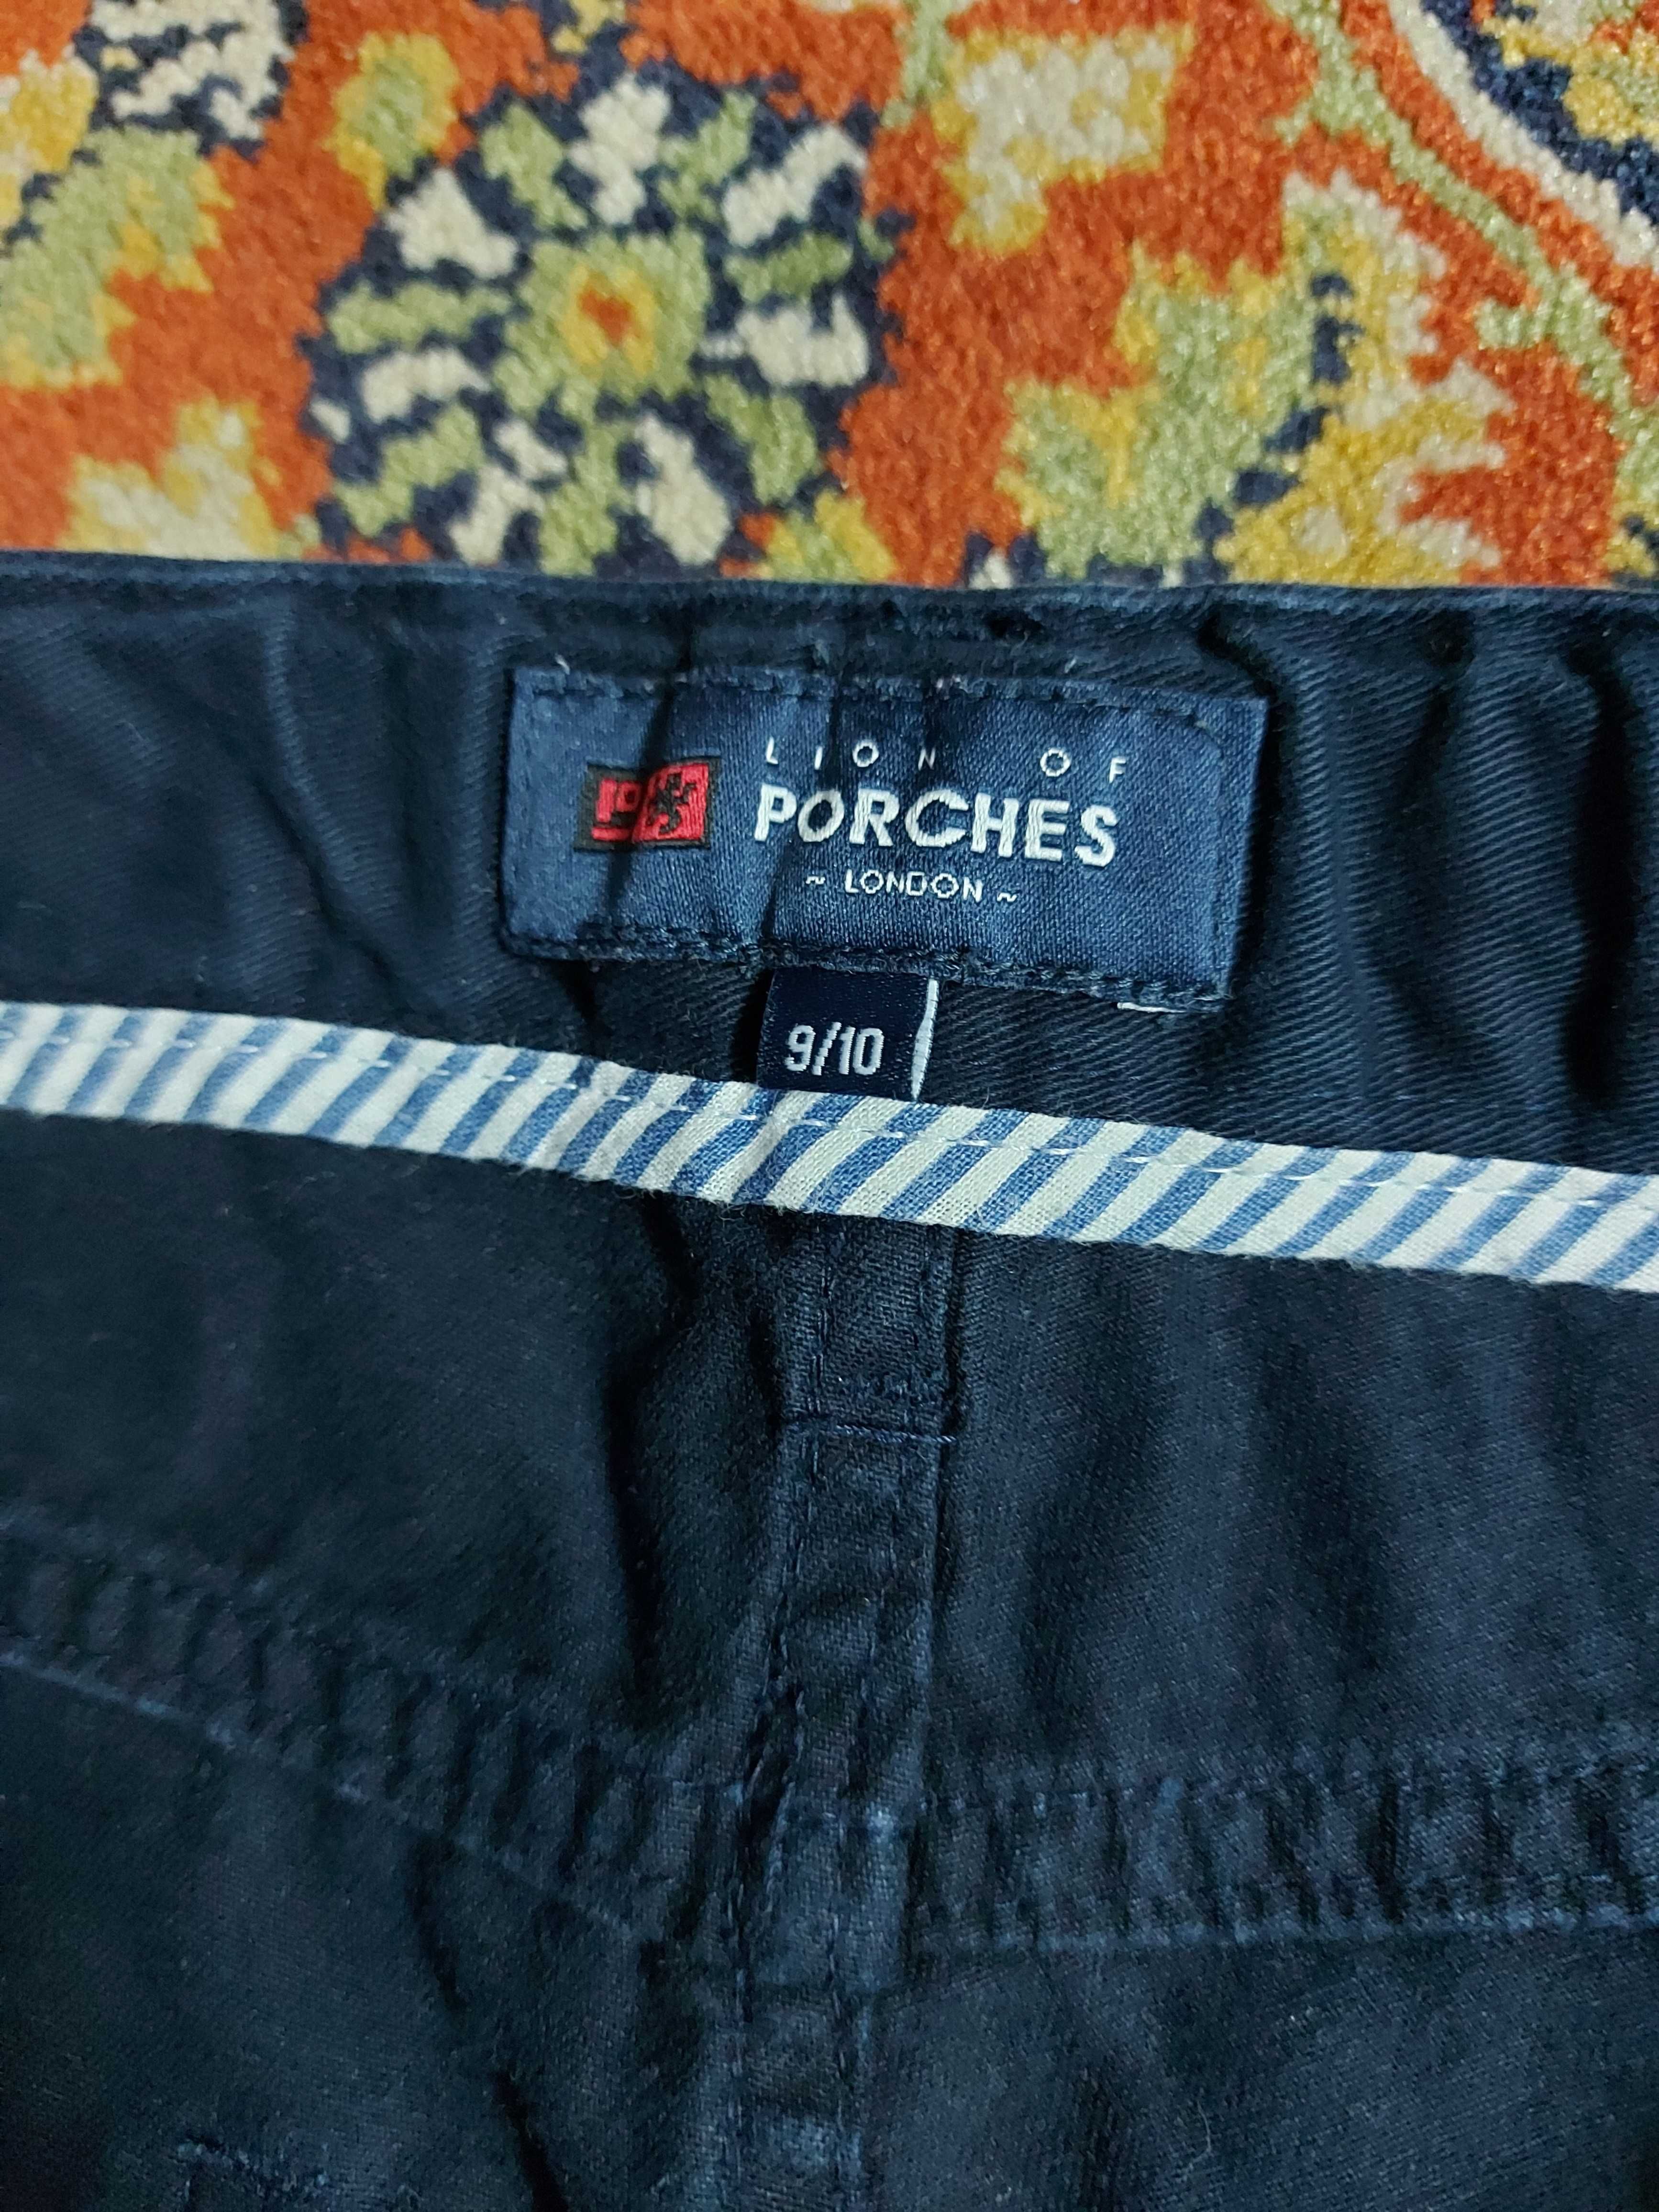 LION OF
PORCHES
~ LONDON ~
9/10